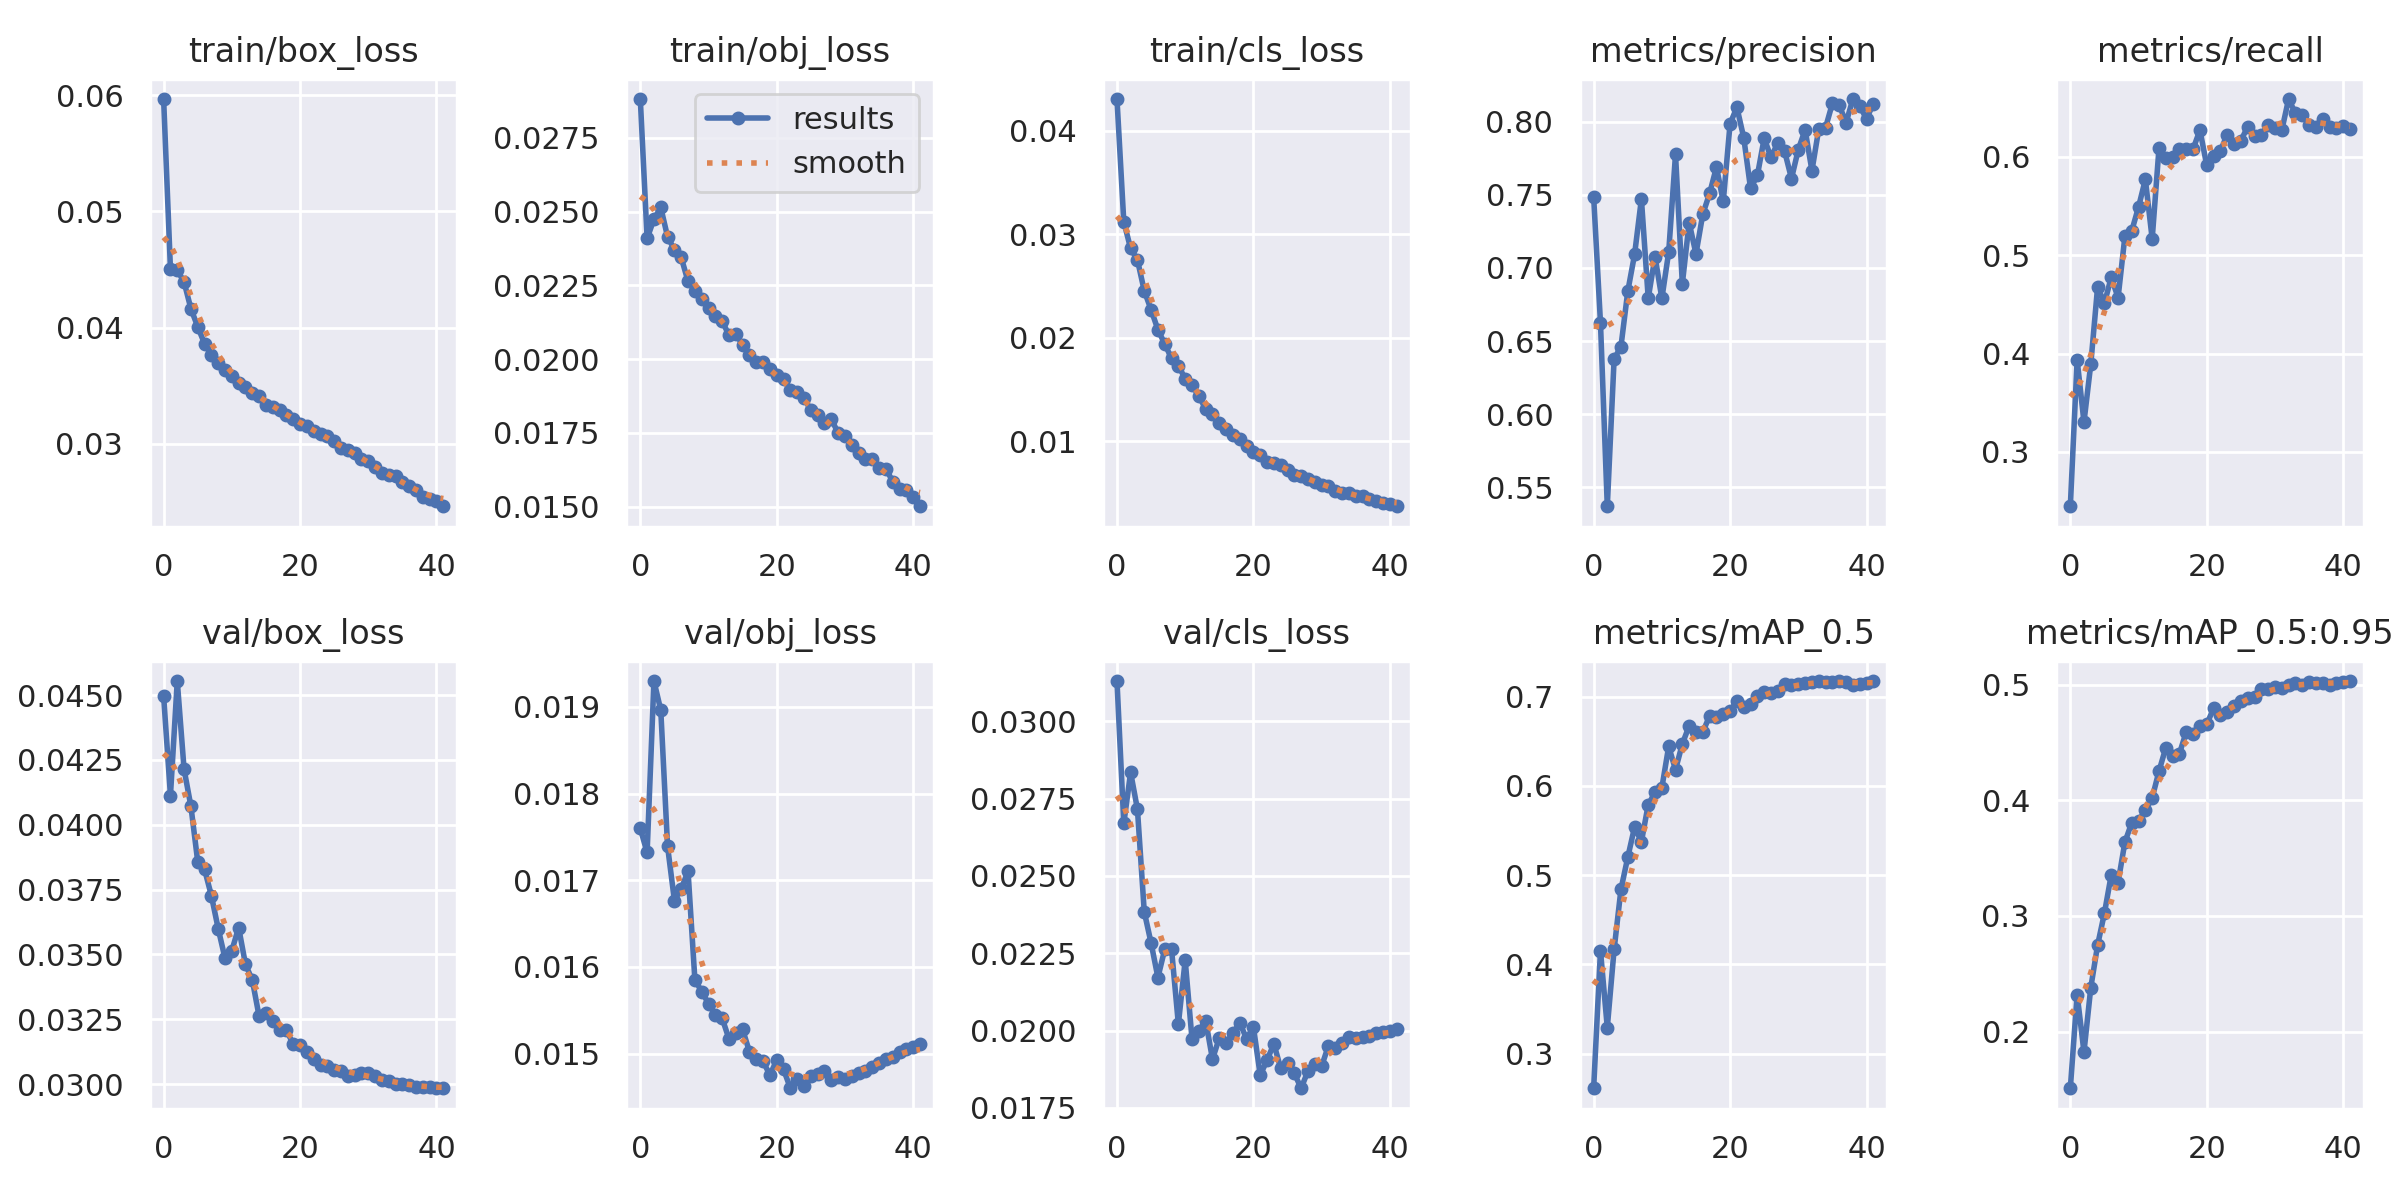 train/box_loss
train/obj_loss
train/cls_loss
metrics/precision
metrics/recall
0.06
0.05
0.04
0.03
0 20 40
0.0275
0.0250
0.0225
0.0200
0.0175
0.0150
results
smooth
0 20 40
0.04
0.03
0.02
0.01
0 20 40
0.80
0.75
0.70
0.65
0.60
0.55
0 20 40
0.6
0.5
0.4
0.3
0 20 40
val/box_loss
val/obj_loss
val/cls_loss
metrics/mAP_0.5
metrics/mAP_0.5:0.95
0.0450
0.0425
0.0400
0.0375
0.0350
0.0325
0.0300
0 20 40
0.019
0.018
0.017
0.016
0.015
0 20 40
0.0300
0.0275
0.0250
0.0225
0.0200
0.0175
0 20 40
0.7
0.6
0.5
0.4
0.3
0 20 40
0.5
0.4
0.3
0.2
0 20 40